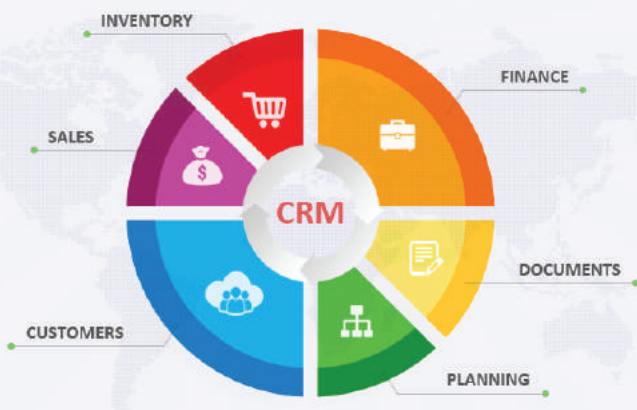 INVENTORY
FINANCE
SALES
$
CRM
DOCUMENTS
CUSTOMERS
PLANNING